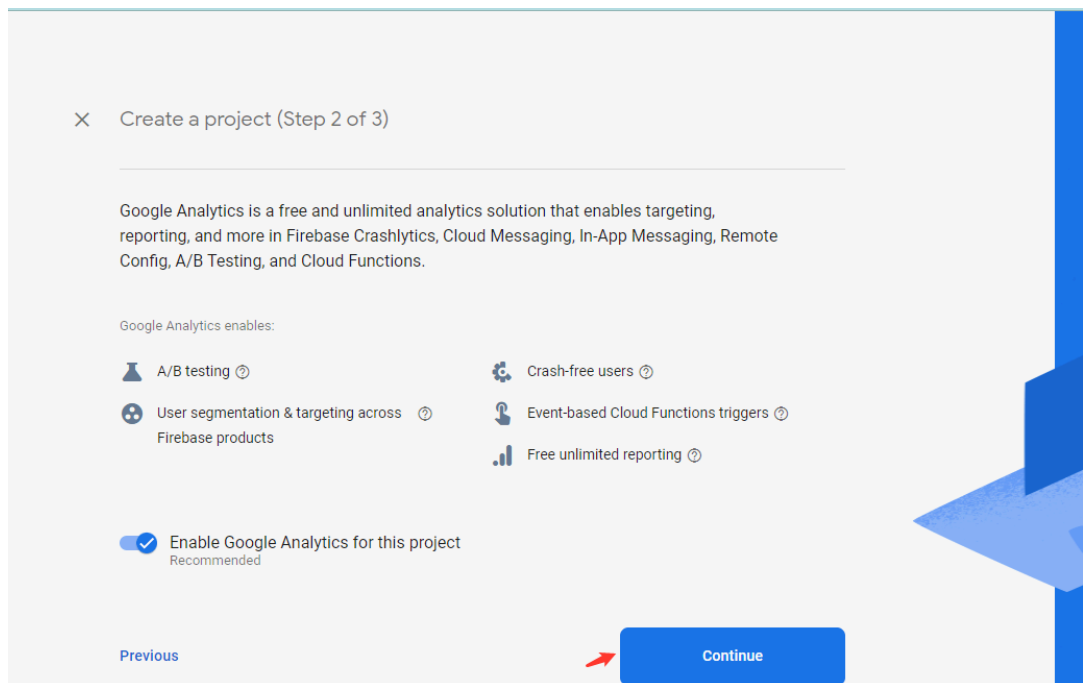 Create a project (Step 2 of 3)
Google Analytics is a free and unlimited analytics solution that enables targeting,
reporting, and more in Firebase Crashlytics, Cloud Messaging, In-App Messaging, Remote
Config, A/B Testing, and Cloud Functions.
Google Analytics enables:
A/B testing
Crash-free users
User segmentation & targeting across
Firebase products
Event-based Cloud Functions triggers
Free unlimited reporting
Enable Google Analytics for this project
Recommended
Previous
Continue